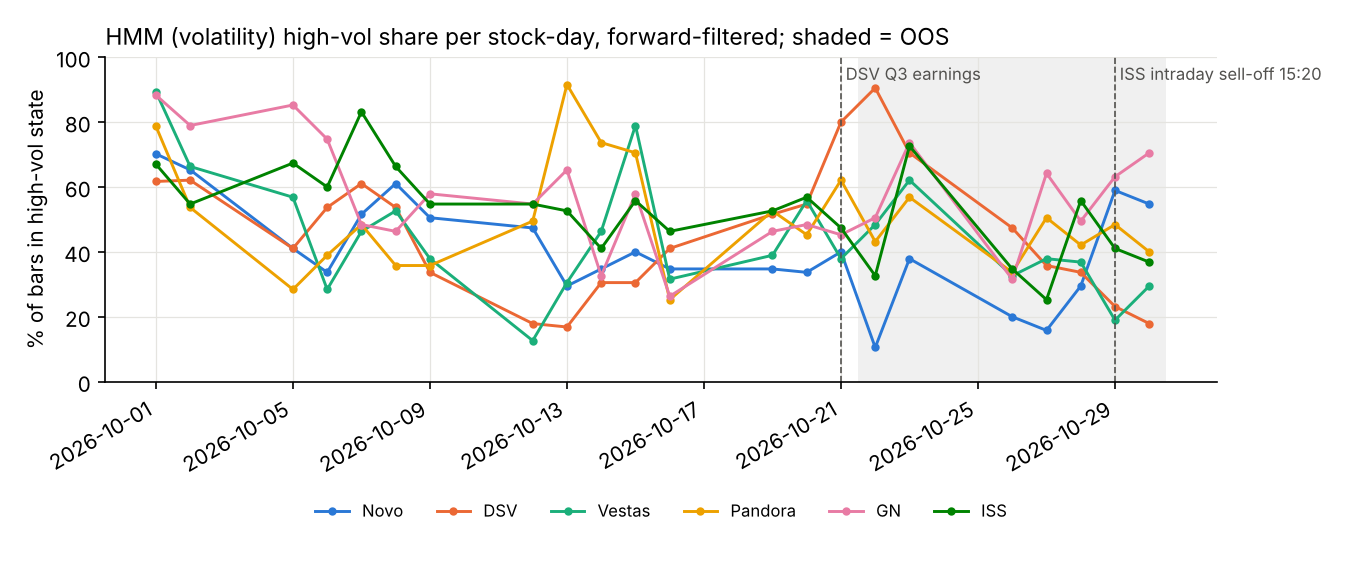 HMM (volatility) high-vol share per stock-day, forward-filtered; shaded = OOS
% of bars in high-vol state
100
80
60
40
20
0
DSV Q3 earnings
ISS intraday sell-off 15:20
2026-10-01
2026-10-05
2026-10-09
2026-10-13
2026-10-17
2026-10-21
2026-10-25
2026-10-29
Novo
DSV
Vestas
Pandora
GN
ISS